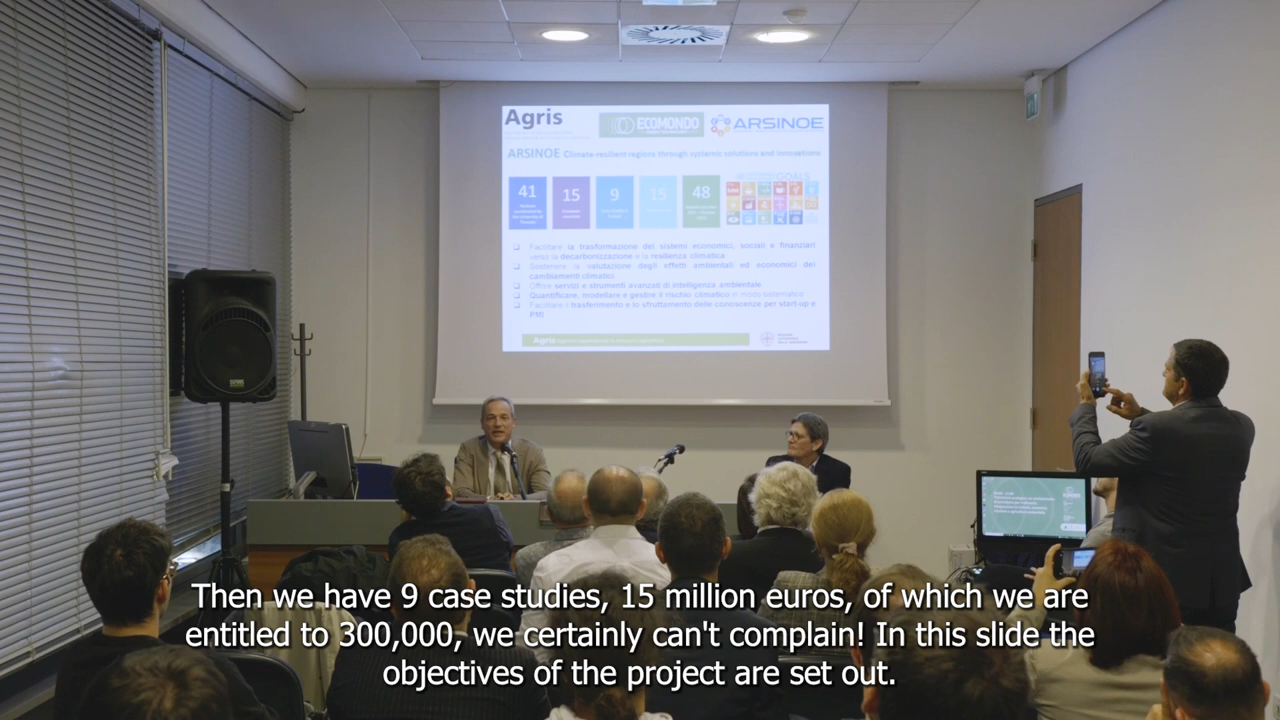 Agris
ECOMONDO
ARSINOE
ARSINOE Climate-resilient regions through systemic solutions and innovations
41
15
9
15
48
GOALS
Facilitare la trasformazione dei sistemi economici, sociali e finanziari
verso la decarbonizzazione e la resilienza climatica
Sostenere la valutazione degli effetti ambientali ed economici dei
cambiamenti climatici
Offrire servizi e strumenti avanzati di intelligenza ambientale
Quantificare, modellare e gestire il rischio climatico in modo sistematico
Facilitare il trasferimento e lo sfruttamento delle conoscenze per start-up e
PMI
Agris
Then we have 9 case studies, 15 million euros, of which we are
entitled to 300,000, we certainly can't complain! In this slide the
objectives of the project are set out.